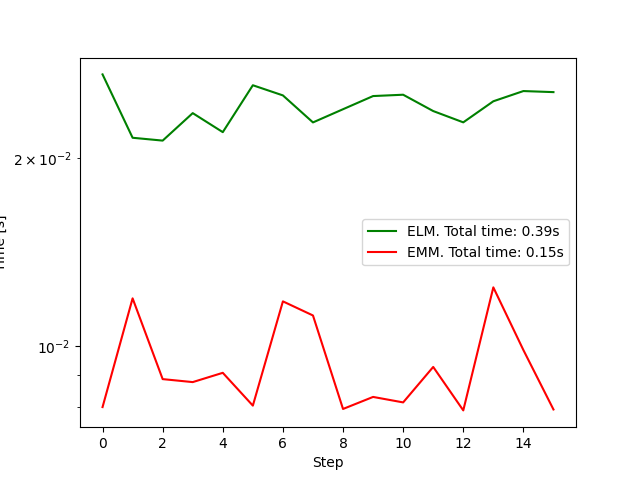 2 × 10⁻²
10⁻²
Time [s]
ELM. Total time: 0.39s
EMM. Total time: 0.15s
0 2 4 6 8 10 12 14
Step